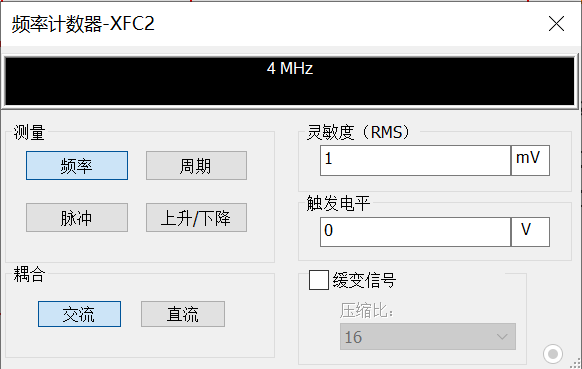 频率计数器-XFC2
4 MHz
测量
频率
周期
脉冲
上升/下降
耦合
交流
直流
灵敏度（RMS）
1
mV
触发电平
0
V
缓变信号
压缩比:
16